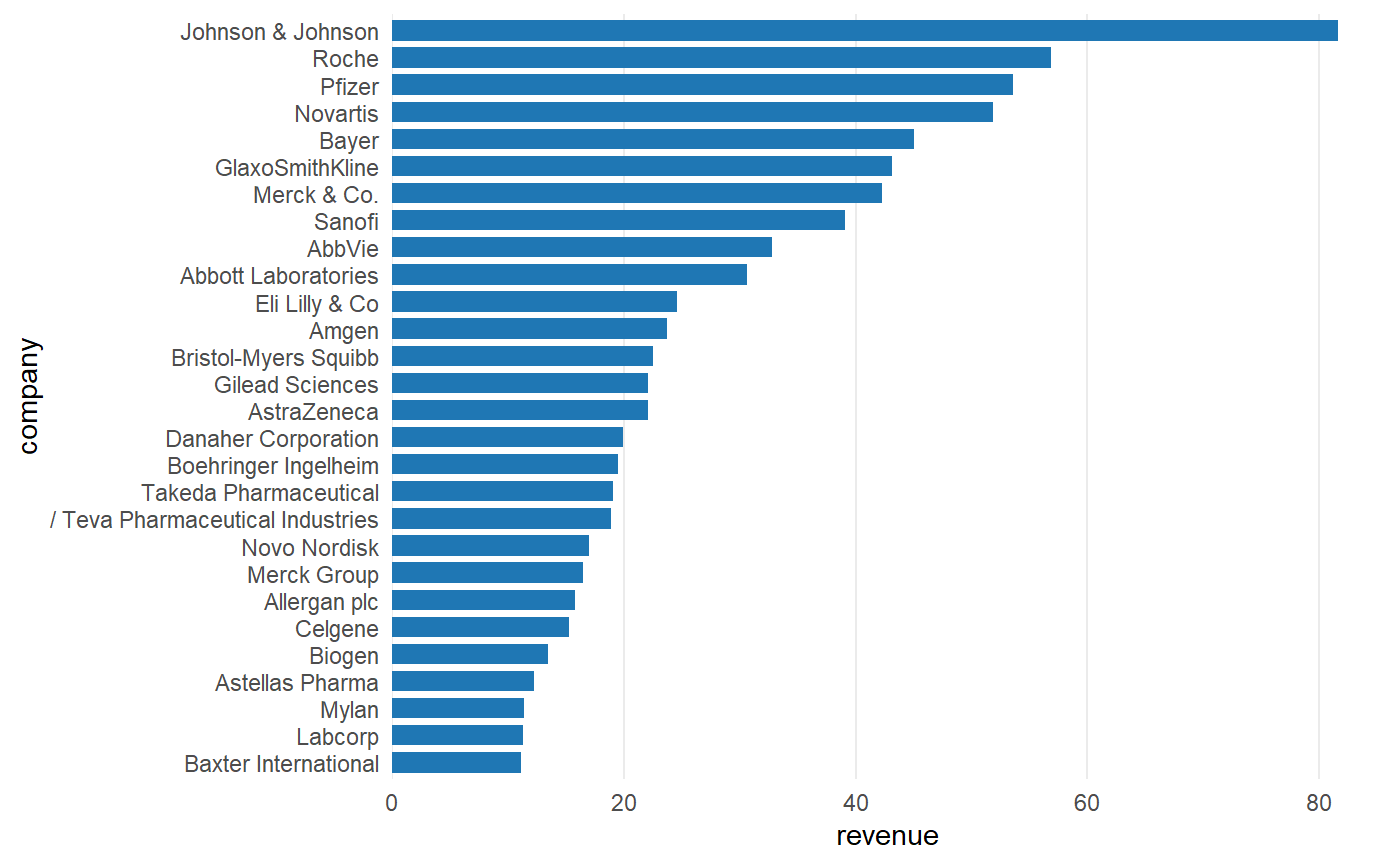 Johnson & Johnson
Roche
Pfizer
Novartis
Bayer
GlaxoSmithKline
Merck & Co.
Sanofi
AbbVie
Abbott Laboratories
Eli Lilly & Co
Amgen
Bristol-Myers Squibb
Gilead Sciences
AstraZeneca
Danaher Corporation
Boehringer Ingelheim
Takeda Pharmaceutical
/ Teva Pharmaceutical Industries
Novo Nordisk
Merck Group
Allergan plc
Celgene
Biogen
Astellas Pharma
Mylan
Labcorp
Baxter International
company
0 20 40 60 80
revenue